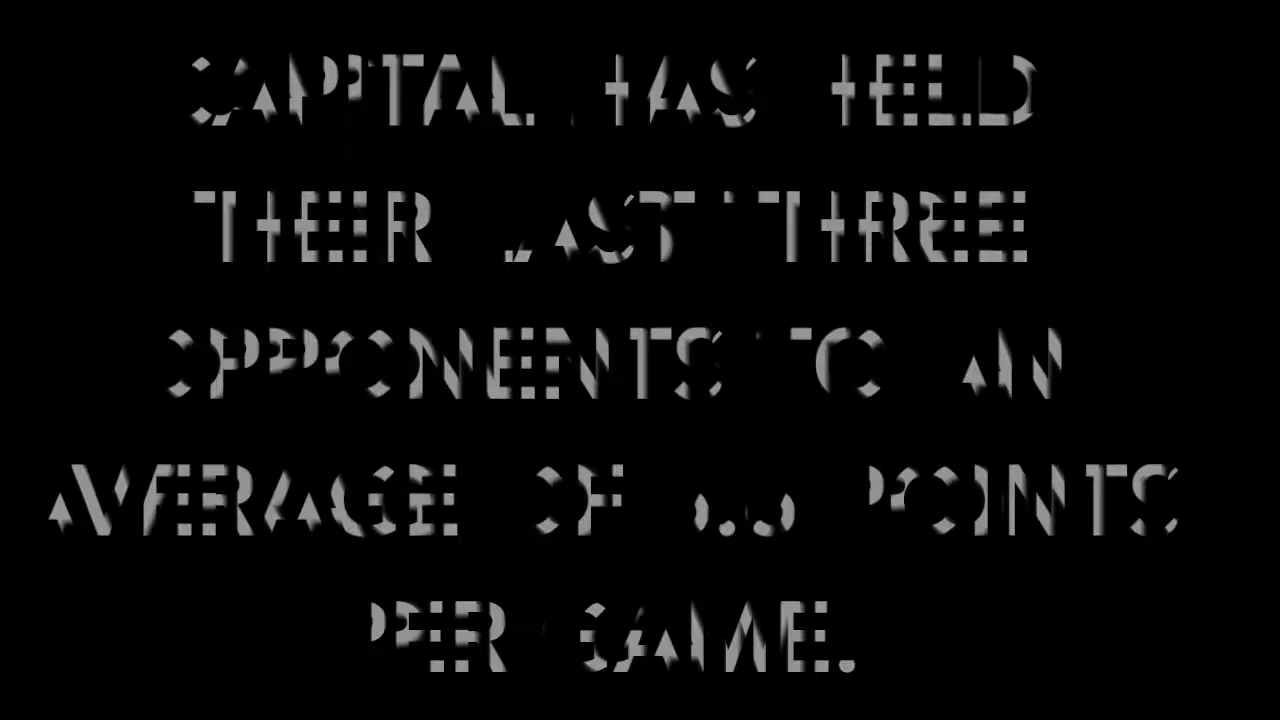 CAPITAL HAS HELD
THEIR LAST THREE
OPPONENTS TO AN
AVERAGE OF POINTS
PER GAME.